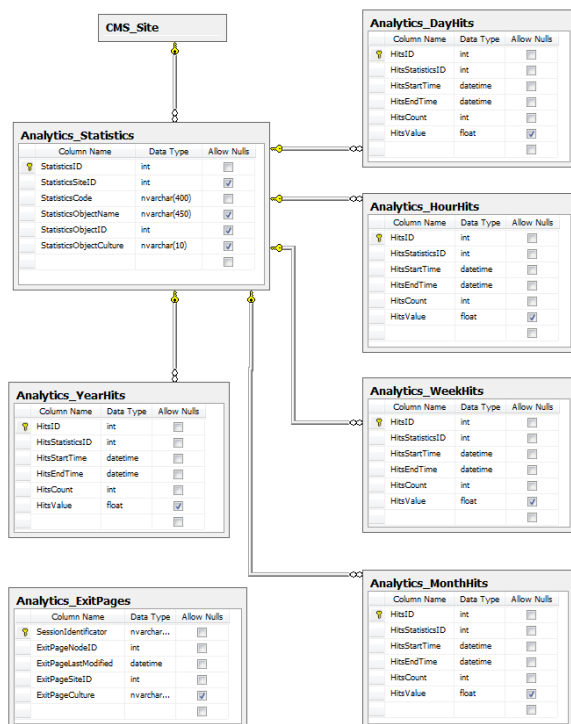 CMS_Site
Analytics_Statistics
Column Name Data Type Allow Nulls
StatisticsID int
StatisticsSiteID int
StatisticsCode nvarchar(400)
StatisticsObjectName nvarchar(450)
StatisticsObjectID int
StatisticsObjectCulture nvarchar(10)
Analytics_YearHits
Column Name Data Type Allow Nulls
HitsID int
HitsStatisticsID int
HitsStartTime datetime
HitsEndTime datetime
HitsCount int
HitsValue float
Analytics_ExitPages
Column Name Data Type Allow Nulls
SessionIdentificator nvarchar...
ExitPageNodeID int
ExitPageLastModified datetime
ExitPageSiteID int
ExitPageCulture nvarchar...
Analytics_DayHits
Column Name Data Type Allow Nulls
HitsID int
HitsStatisticsID int
HitsStartTime datetime
HitsEndTime datetime
HitsCount int
HitsValue float
Analytics_HourHits
Column Name Data Type Allow Nulls
HitsID int
HitsStatisticsID int
HitsStartTime datetime
HitsEndTime datetime
HitsCount int
HitsValue float
Analytics_WeekHits
Column Name Data Type Allow Nulls
HitsID int
HitsStatisticsID int
HitsStartTime datetime
HitsEndTime datetime
HitsCount int
HitsValue float
Analytics_MonthHits
Column Name Data Type Allow Nulls
HitsID int
HitsStatisticsID int
HitsStartTime datetime
HitsEndTime datetime
HitsCount int
HitsValue float